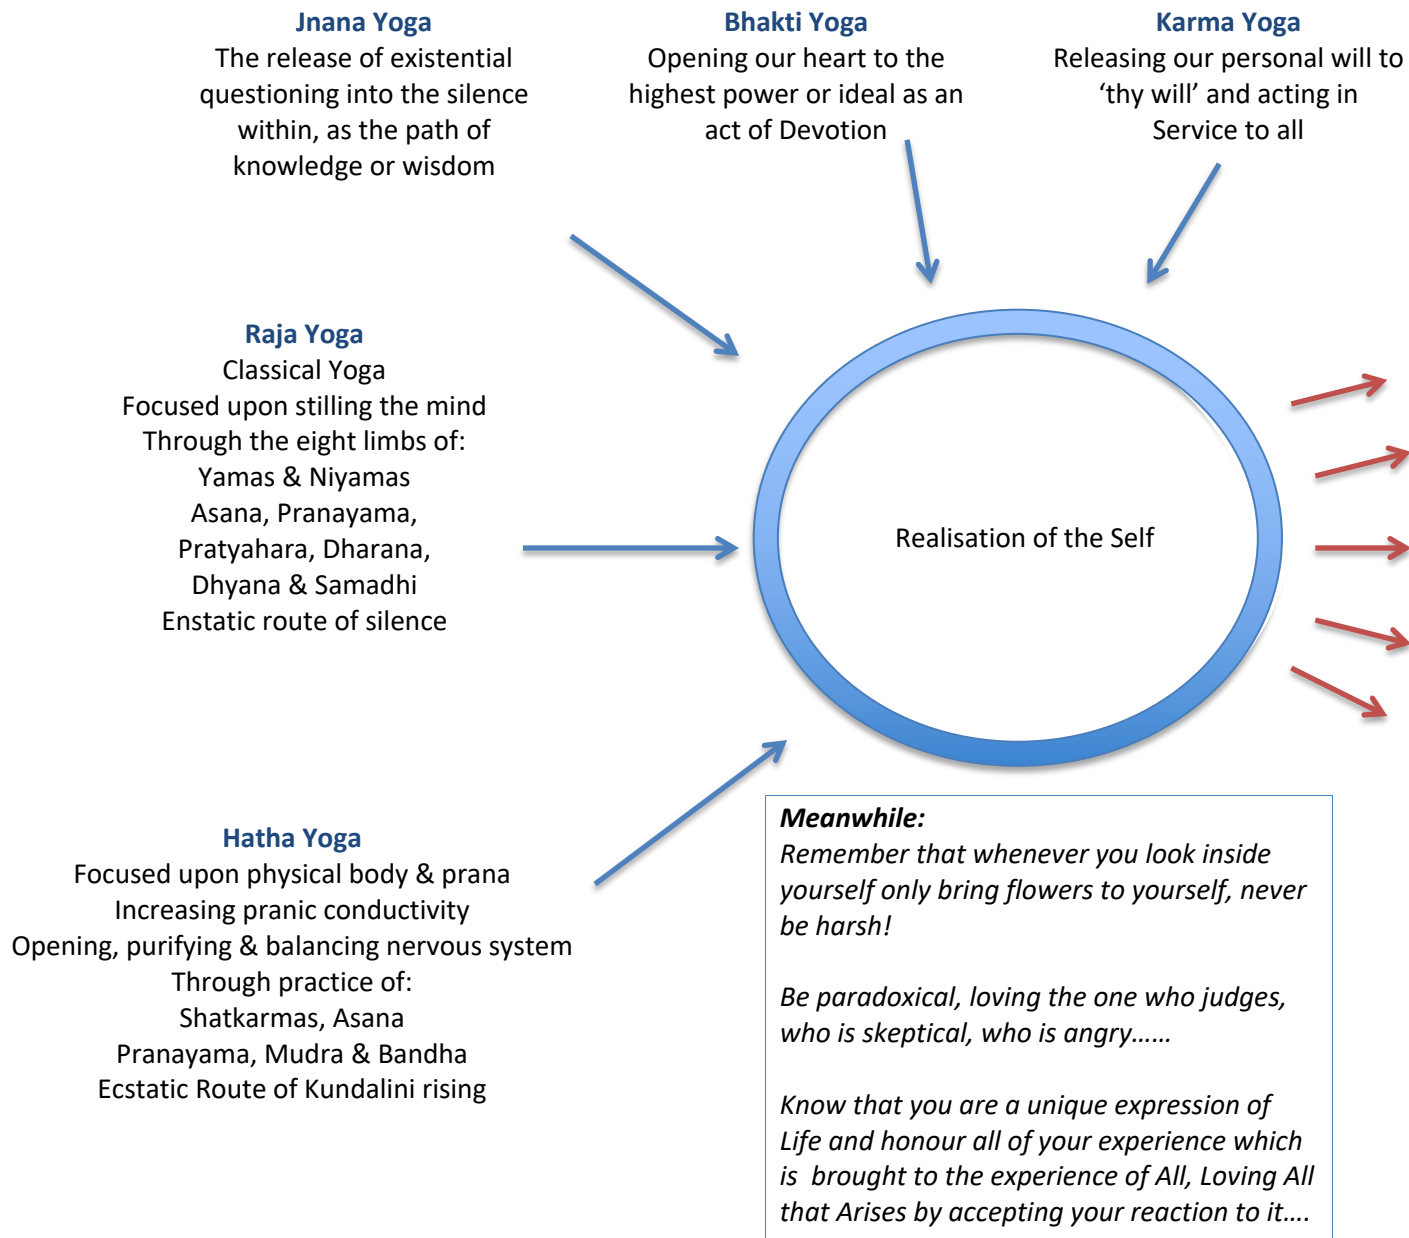 Jnana Yoga
The release of existential
questioning into the silence
within, as the path of
knowledge or wisdom
Bhakti Yoga
Opening our heart to the
highest power or ideal as an
act of Devotion
Karma Yoga
Releasing our personal will to
‘thy will’ and acting in
Service to all
Raja Yoga
Classical Yoga
Focused upon stilling the mind
Through the eight limbs of:
Yamas & Niyamas
Asana, Pranayama,
Pratyahara, Dharana,
Dhyana & Samadhi
Enstatic route of silence
Realisation of the Self
Hatha Yoga
Focused upon physical body & prana
Increasing pranic conductivity
Opening, purifying & balancing nervous system
Through practice of:
Shatkarmas, Asana
Pranayama, Mudra & Bandha
Ecstatic Route of Kundalini rising
Meanwhile:
Remember that whenever you look inside
yourself only bring flowers to yourself, never
be harsh!
Be paradoxical, loving the one who judges,
who is skeptical, who is angry……
Know that you are a unique expression of
Life and honour all of your experience which
is  brought to the experience of All, Loving All
that Arises by accepting your reaction to it….